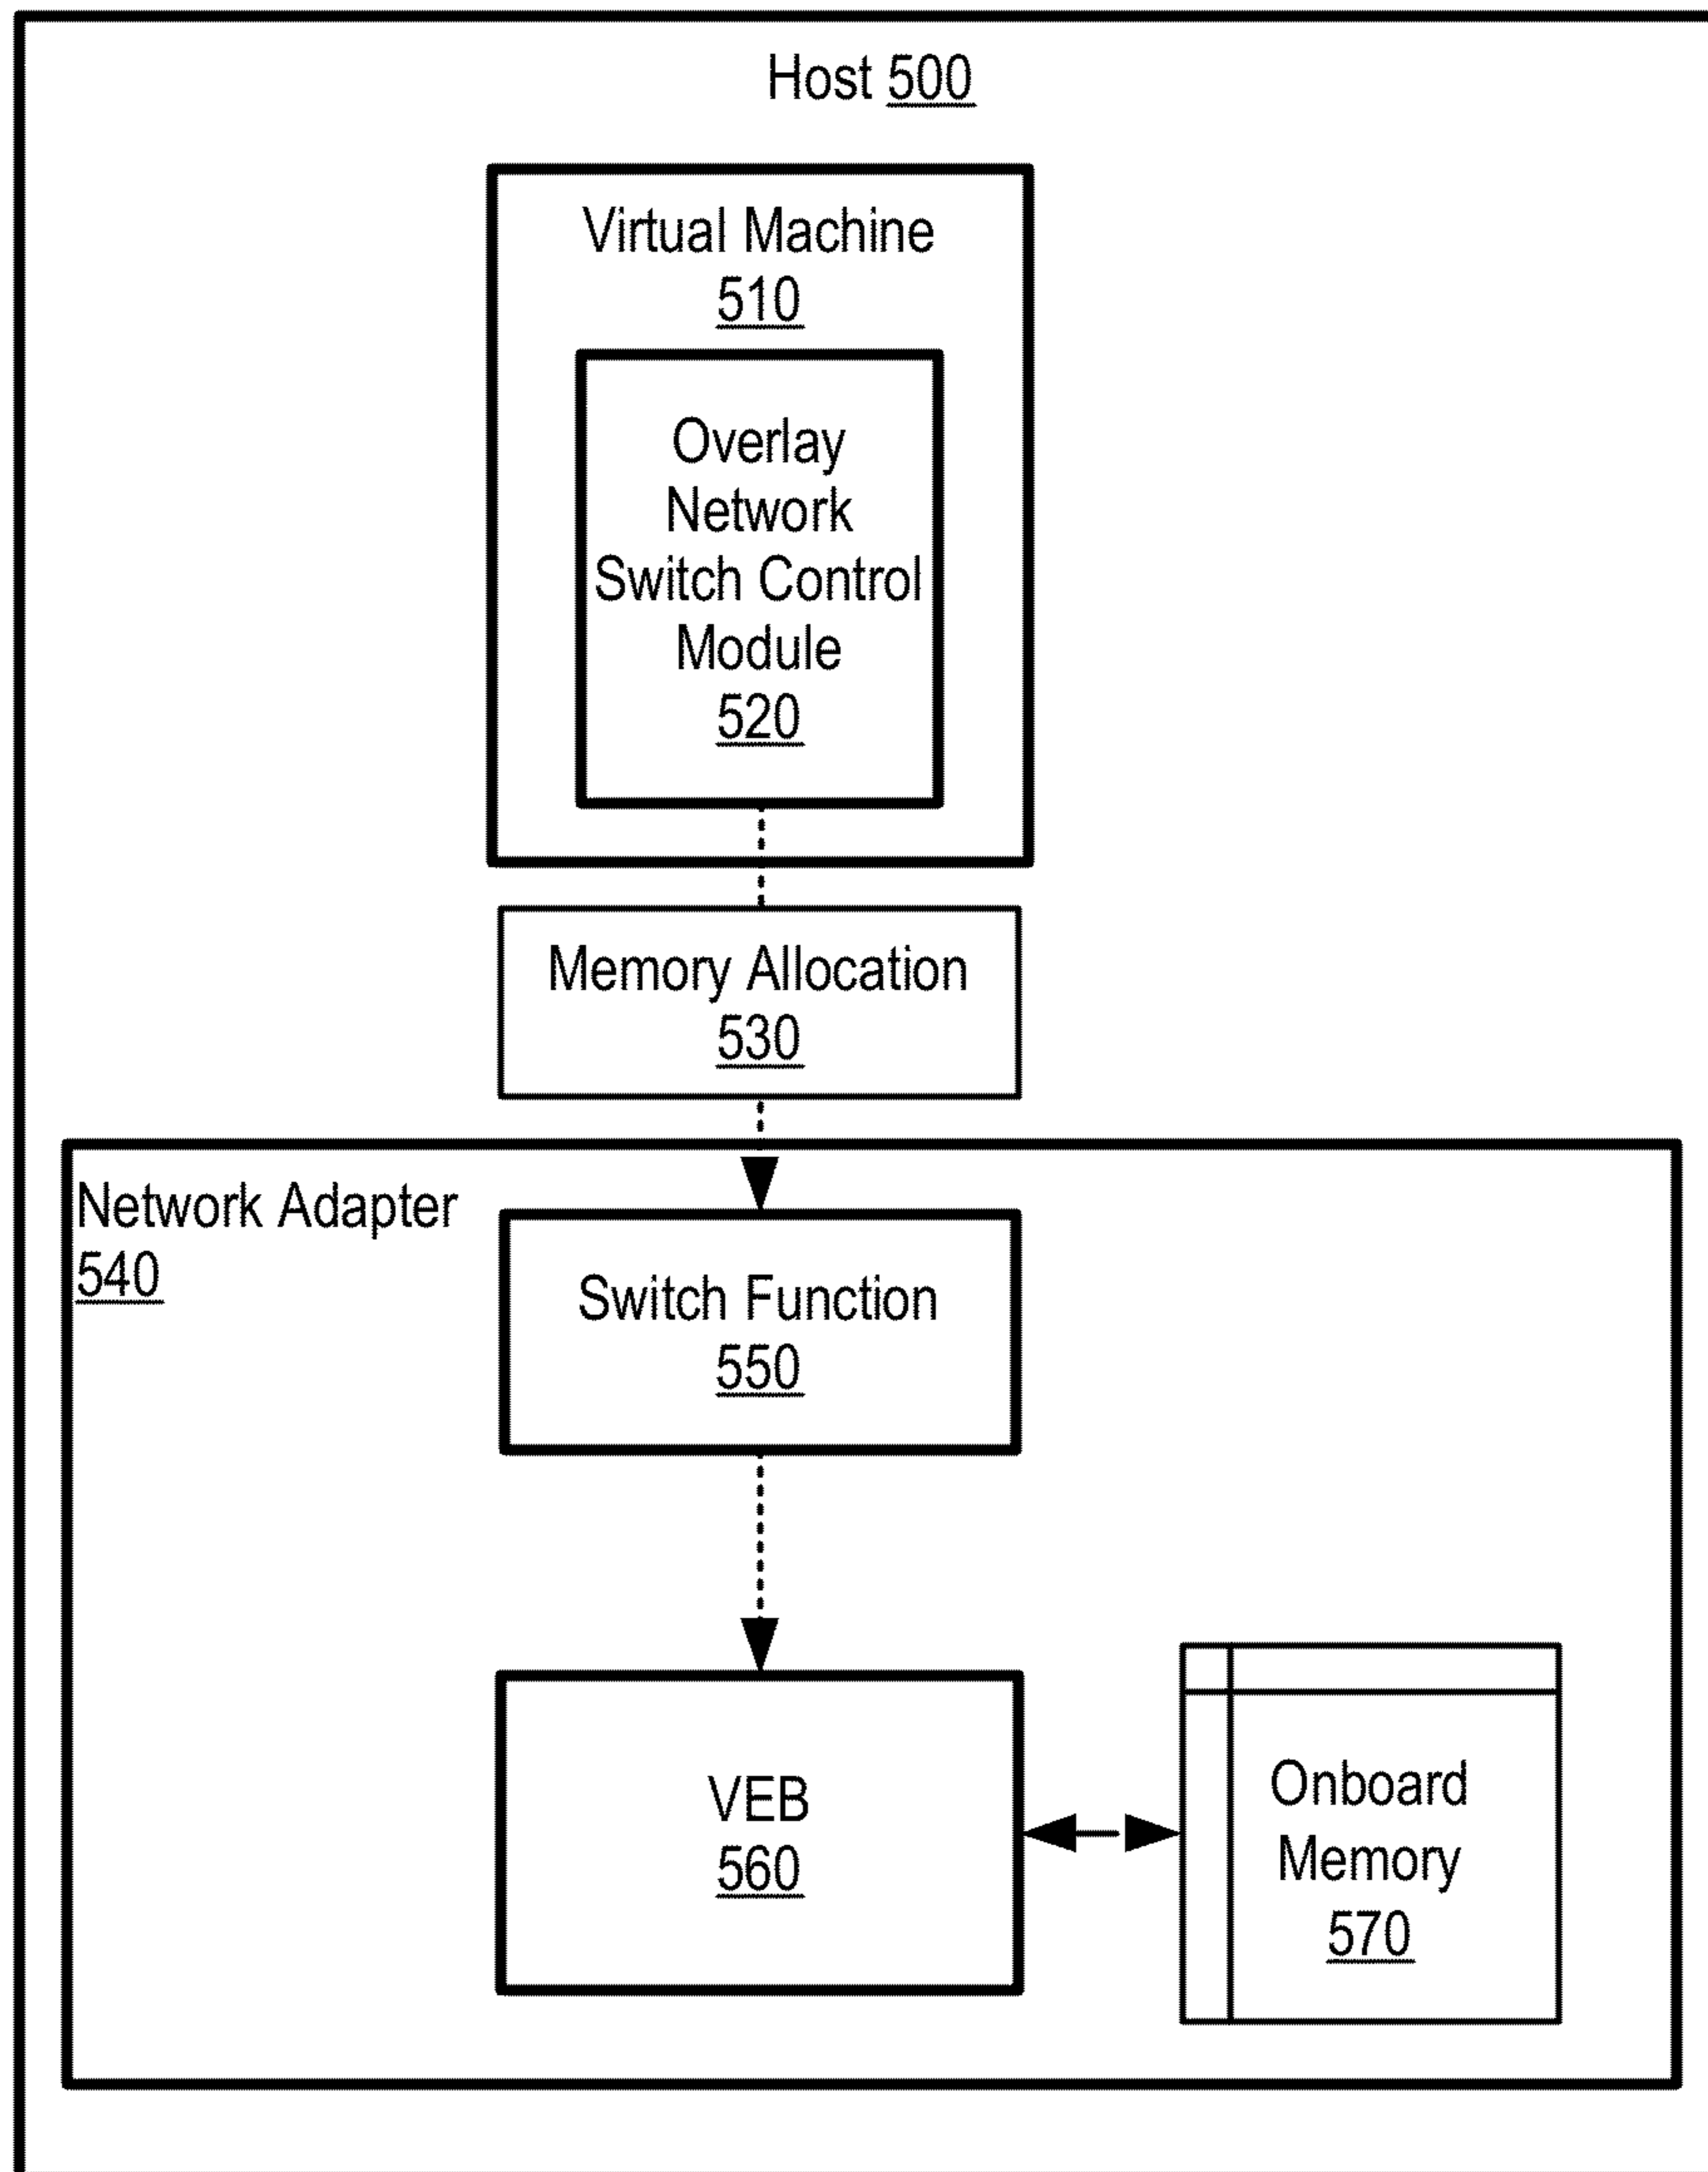 Host 500
Virtual Machine
510
Overlay
Network
Switch Control
Module
520
Memory Allocation
530
Network Adapter
540
Switch Function
550
VEB
560
Onboard
Memory
570